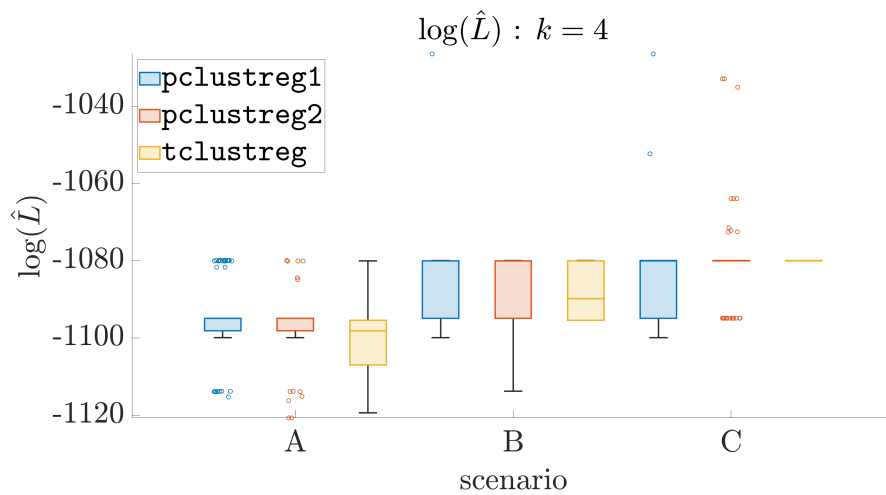 log(L̂) : k = 4
pclustreg1
pclustreg2
tclustreg
log(L̂)
-1040
-1060
-1080
-1100
-1120
A B C
scenario